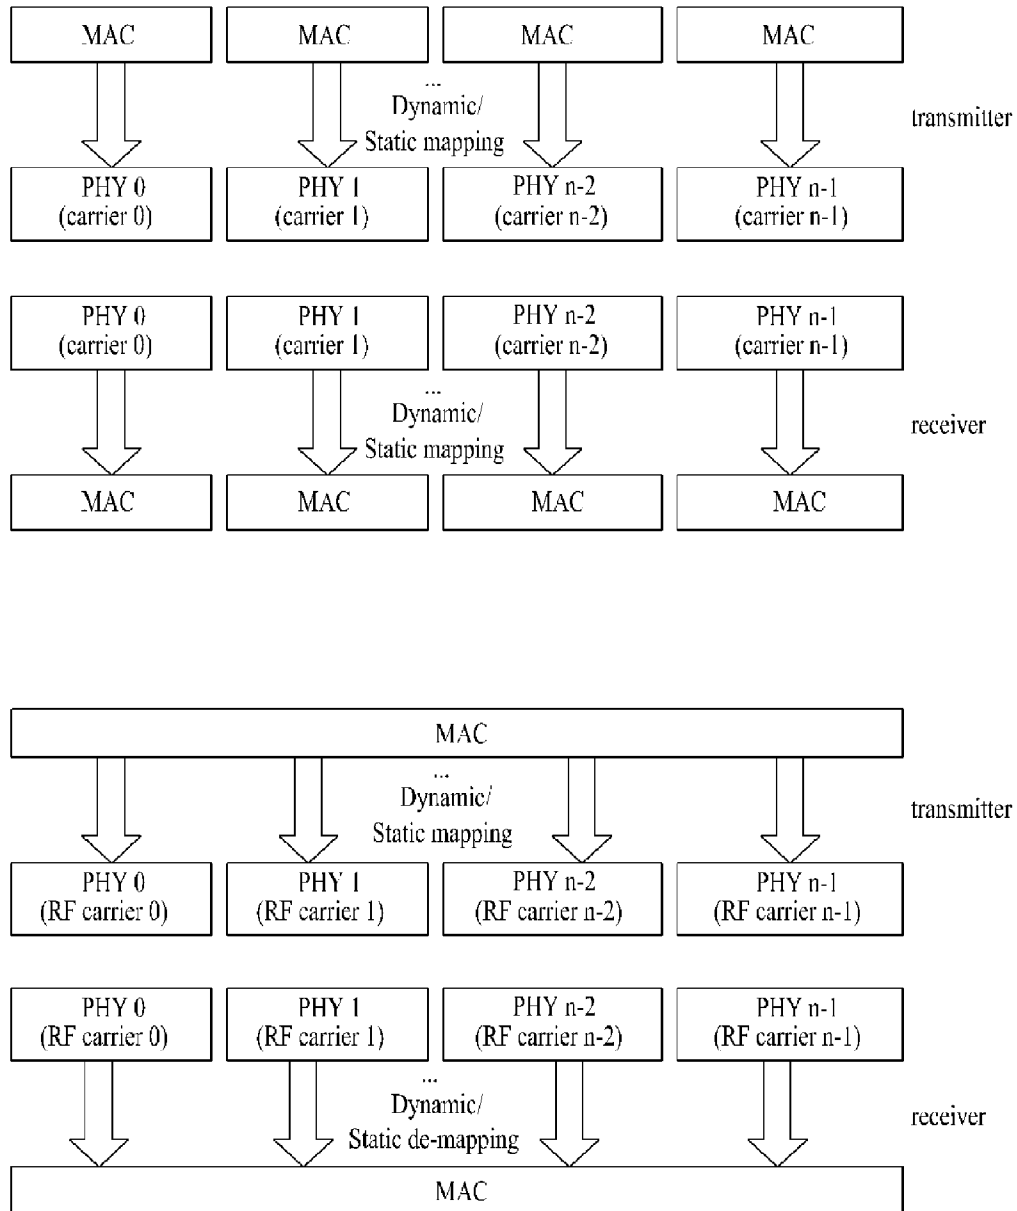 MAC MAC MAC MAC
...
Dynamic/
Static mapping
transmitter
PHY 0 PHY 1 PHY n-2 PHY n-1
(carrier 0) (carrier 1) (carrier n-2) (carrier n-1)
PHY 0 PHY 1 PHY n-2 PHY n-1
(carrier 0) (carrier 1) (carrier n-2) (carrier n-1)
...
Dynamic/
Static mapping
receiver
MAC MAC MAC MAC
MAC
...
Dynamic/
Static mapping
transmitter
PHY 0 PHY 1 PHY n-2 PHY n-1
(RF carrier 0) (RF carrier 1) (RF carrier n-2) (RF carrier n-1)
PHY 0 PHY 1 PHY n-2 PHY n-1
(RF carrier 0) (RF carrier 1) (RF carrier n-2) (RF carrier n-1)
...
Dynamic/
Static de-mapping
receiver
MAC